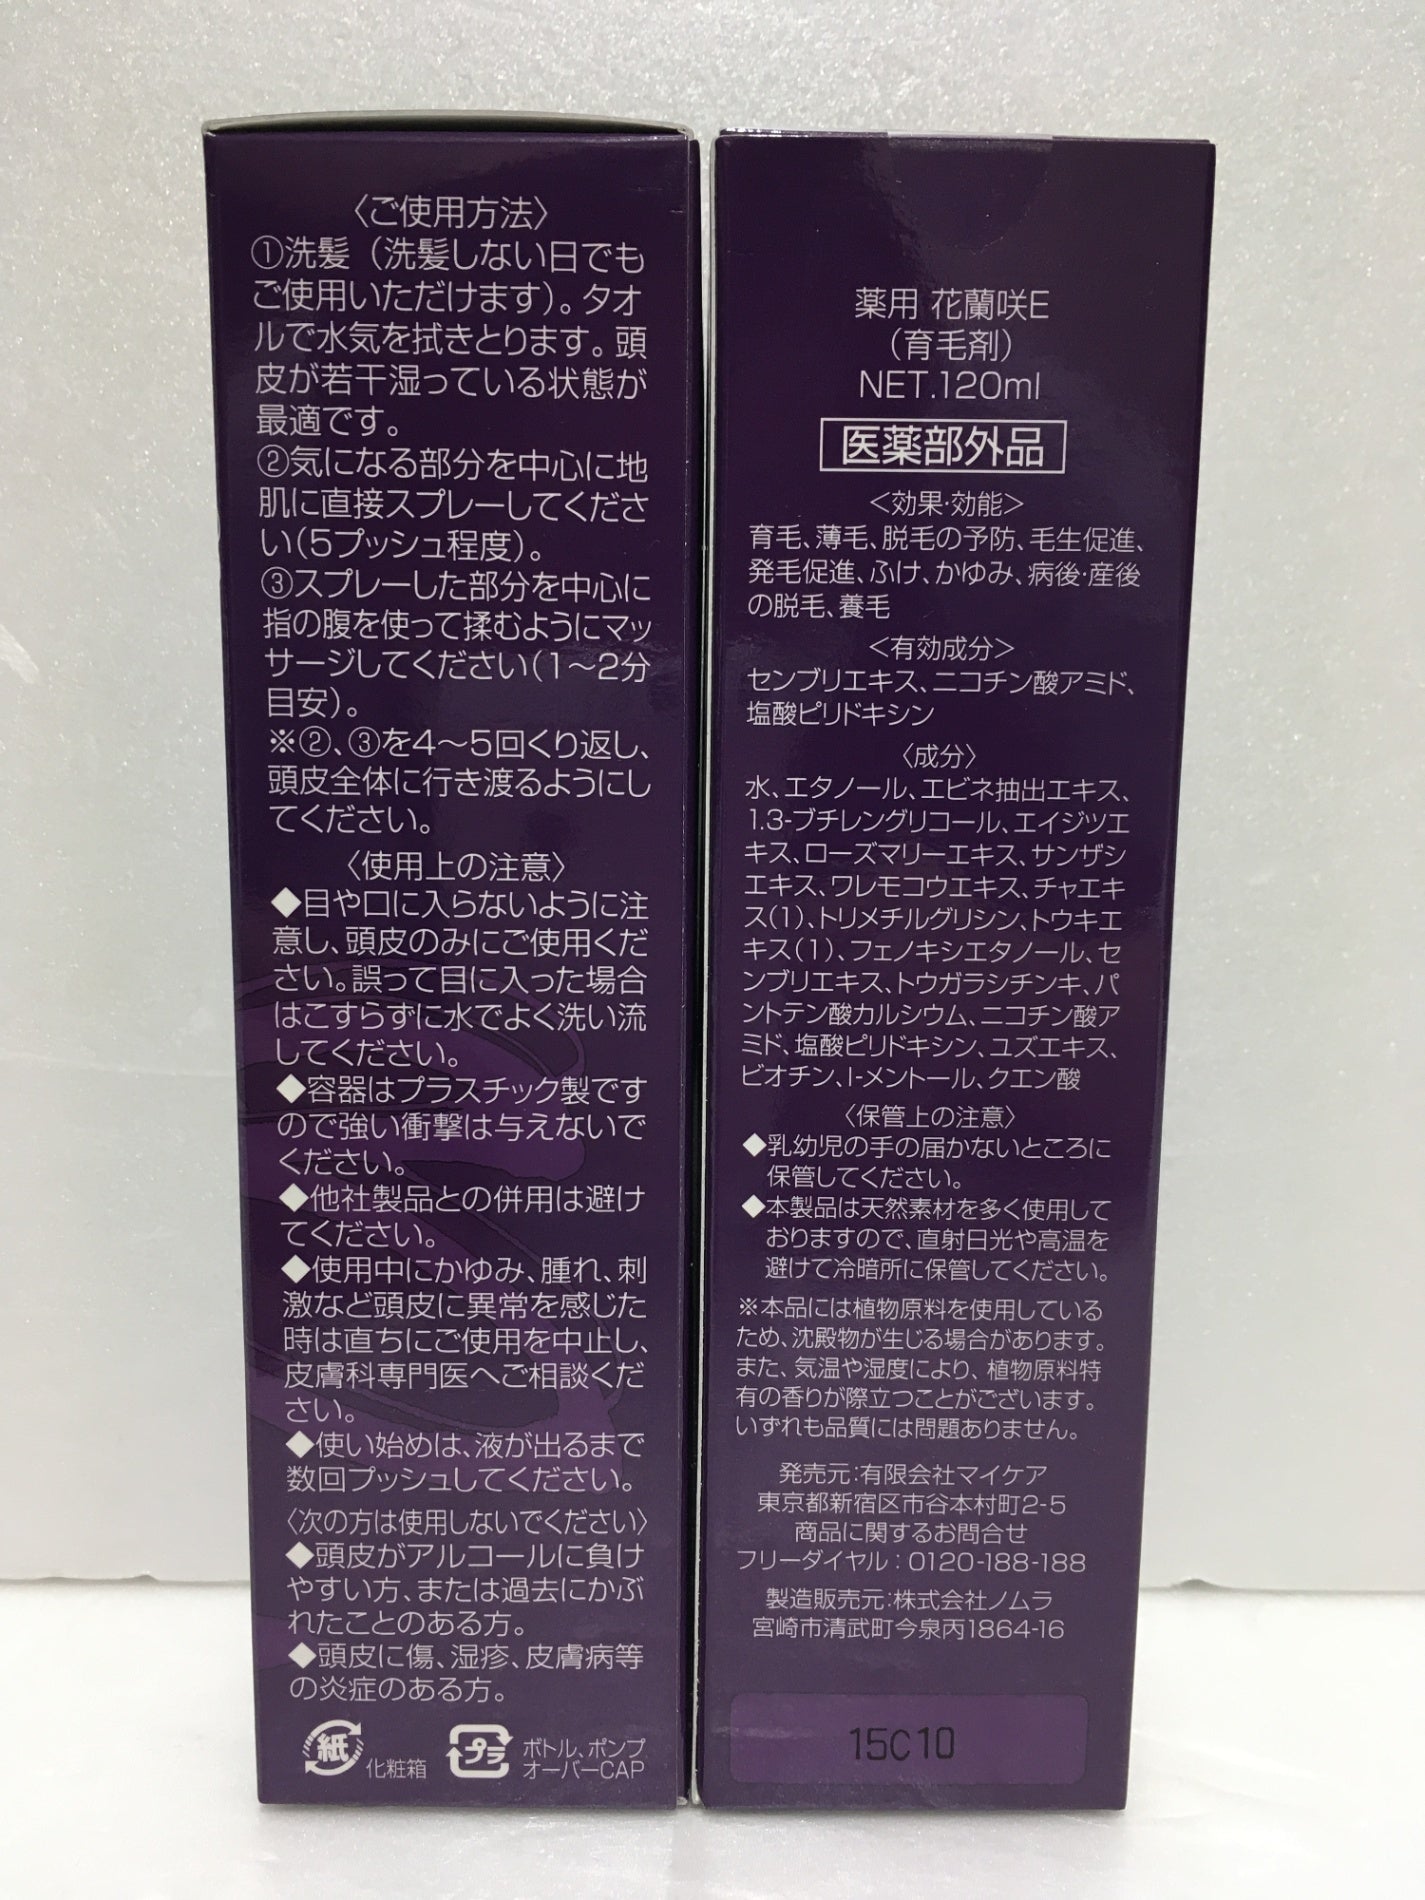 〈ご使用方法〉
①洗髪（洗髪しない日でも
ご使用いただけます）。タオ
ルで水気を拭きとります。頭
皮が若干湿っている状態が
最適です。
②気になる部分を中心に地
肌に直接スプレーしてくださ
い（5プッシュ程度）。
③スプレーした部分を中心に
指の腹を使って揉むようにマッ
サージしてください（1〜2分
目安）。
※②、③を4〜5回くり返し、
頭皮全体に行き渡るようにし
てください。
〈使用上の注意〉
◆目や口に入らないように注
意し、頭皮のみにご使用くだ
さい。誤って目に入った場合
はこすらずに水でよく洗い流
してください。
◆容器はプラスチック製です
ので強い衝撃は与えないで
ください。
◆他社製品との併用は避け
てください。
◆使用中にかゆみ、腫れ、刺
激など頭皮に異常を感じた
時は直ちにご使用を中止し、
皮膚科専門医へご相談くだ
さい。
◆使い始めは、液が出るまで
数回プッシュしてください。
〈次の方は使用しないでください〉
◆頭皮がアルコールに負け
やすい方、または過去にかぶ
れたことのある方。
◆頭皮に傷、湿疹、皮膚病等
の炎症のある方。
紙 化粧箱
プラ ボトル、ポンプ
オーバーCAP
薬用 花蘭咲E
（育毛剤）
NET.120ml
医薬部外品
＜効果・効能＞
育毛、薄毛、脱毛の予防、毛生促進、
発毛促進、ふけ、かゆみ、病後・産後
の脱毛、養毛
＜有効成分＞
センブリエキス、ニコチン酸アミド、
塩酸ピリドキシン
〈成分〉
水、エタノール、エビネ抽出エキス、
1.3-ブチレングリコール、エイジツエ
キス、ローズマリーエキス、サンザシ
エキス、ワレモコウエキス、チャエキ
ス(1)、トリメチルグリシン、トウキエ
キス(1)、フェノキシエタノール、セ
ンブリエキス、トウガラシチンキ、パ
ントテン酸カルシウム、ニコチン酸ア
ミド、塩酸ピリドキシン、ユズエキス、
ビオチン、l-メントール、クエン酸
〈保管上の注意〉
◆乳幼児の手の届かないところに
保管してください。
◆本製品は天然素材を多く使用して
おりますので、直射日光や高温を
避けて冷暗所に保管してください。
※本品には植物原料を使用している
ため、沈殿物が生じる場合があります。
また、気温や湿度により、植物原料特
有の香りが際立つことがございます。
いずれも品質には問題ありません。
発売元:有限会社マイケア
東京都新宿区市谷本村町2-5
商品に関するお問合せ
フリーダイヤル：0120-188-188
製造販売元:株式会社ノムラ
宮崎市清武町今泉丙1864-16
15C10